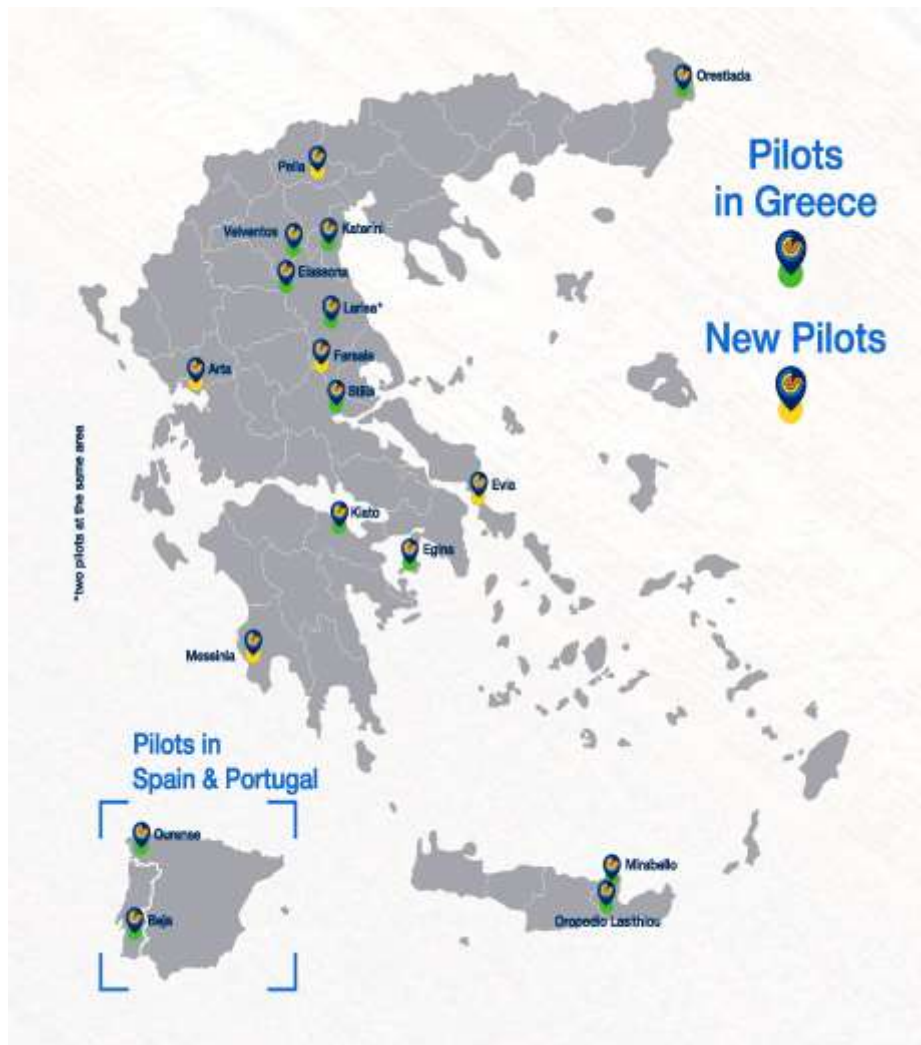 Orestiada
Pilots
in Greece
New Pilots
Pella
Velventos
Katerini
Elassona
Larisa*
Farsala
Arta
Stilia
*two pilots at the same area
Evia
Kiato
Egina
Messinia
Pilots in
Spain & Portugal
Ourense
Beja
Mirabello
Oropedio Lasithiou